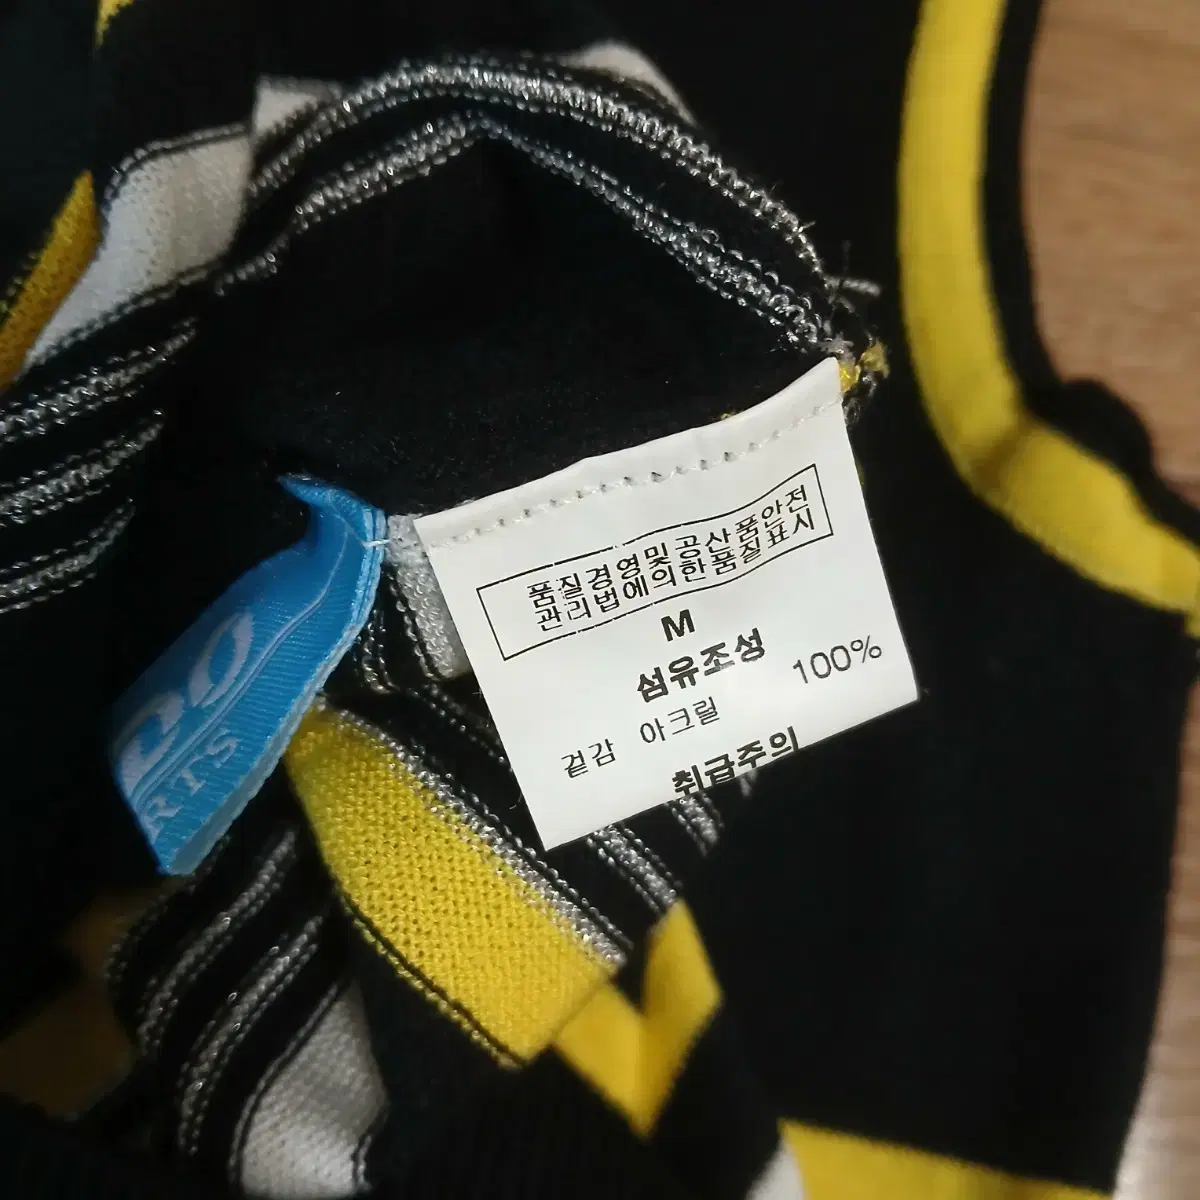 품질경영및공산품안전
관리법에의한품질표시
M
섬유조성
겉감 아크릴 100%
취급주의
RTS